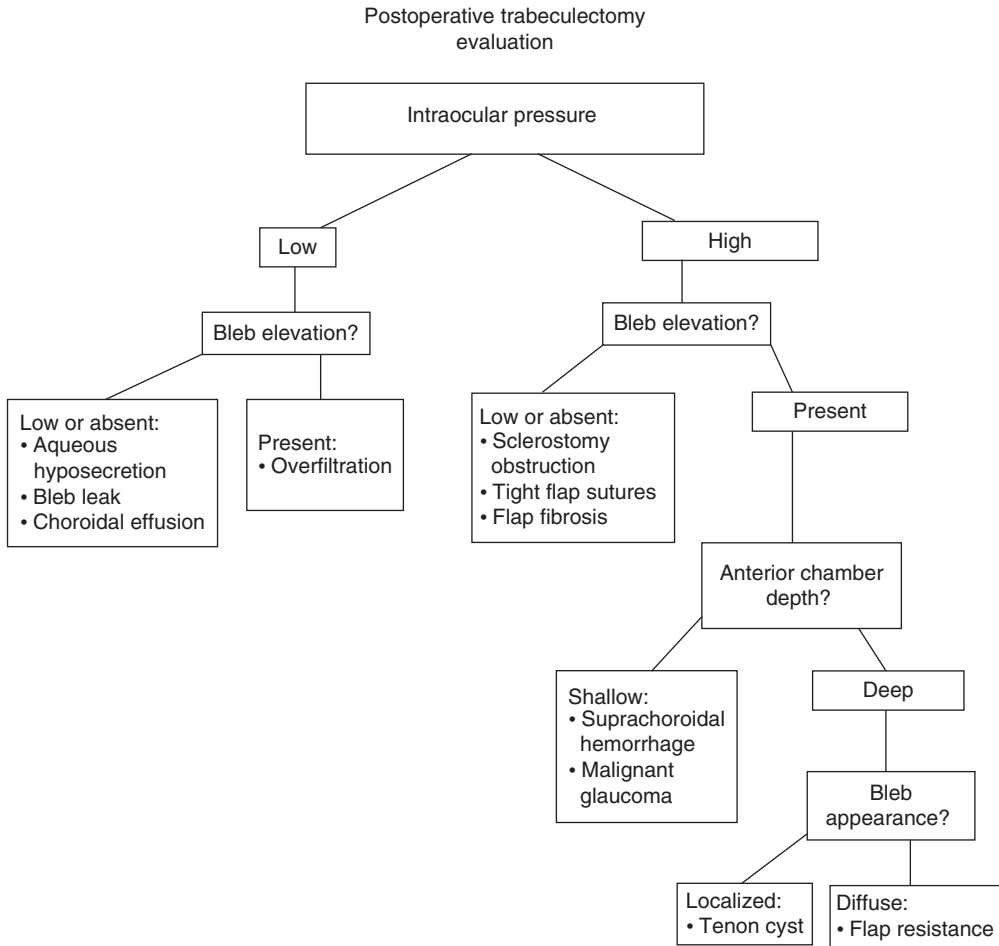 Postoperative trabeculectomy
evaluation
Intraocular pressure
Low
High
Bleb elevation?
Bleb elevation?
Low or absent:
• Aqueous
hyposecretion
• Bleb leak
• Choroidal effusion
Present:
• Overfiltration
Low or absent:
• Sclerostomy
obstruction
• Tight flap sutures
• Flap fibrosis
Present
Anterior chamber
depth?
Shallow:
• Suprachoroidal
hemorrhage
• Malignant
glaucoma
Deep
Bleb
appearance?
Localized:
• Tenon cyst
Diffuse:
• Flap resistance